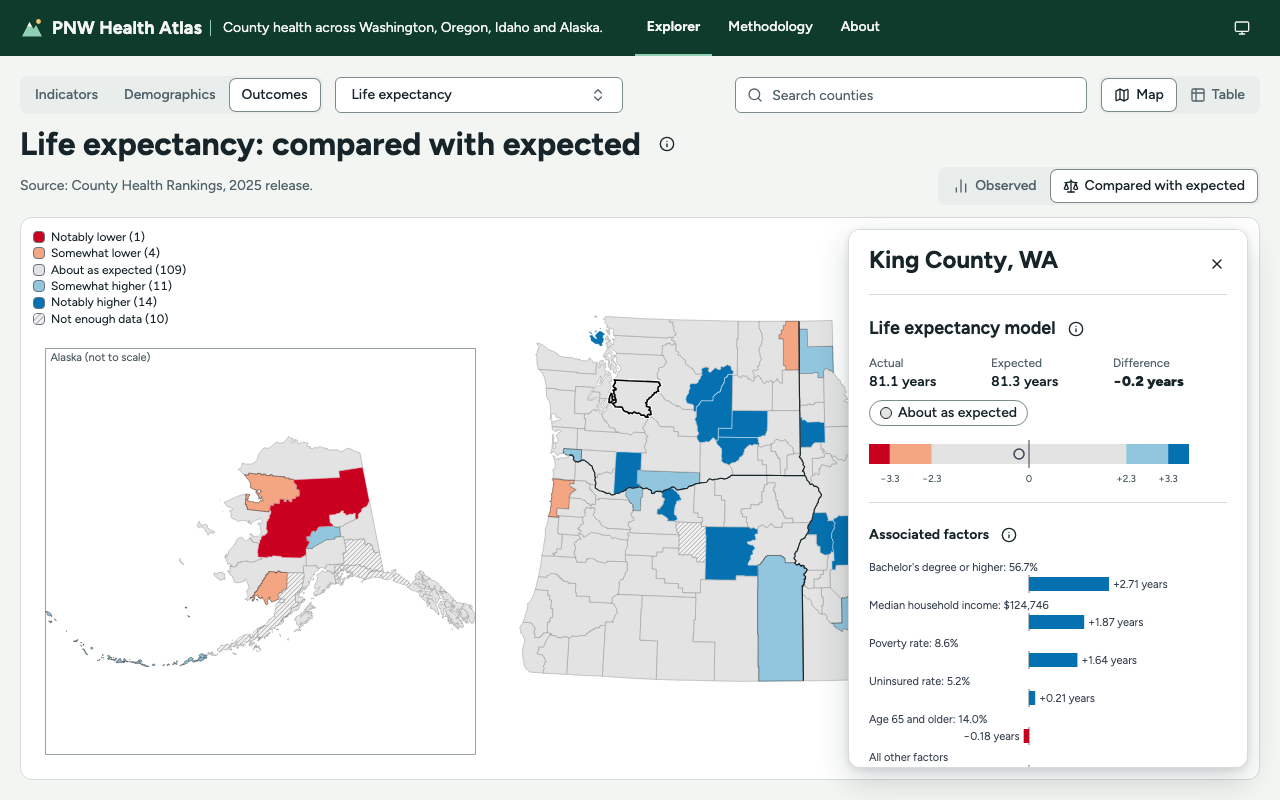 PNW Health Atlas
County health across Washington, Oregon, Idaho and Alaska.
Explorer
Methodology
About
Indicators
Demographics
Outcomes
Life expectancy
Search counties
Map
Table
Life expectancy: compared with expected
Source: County Health Rankings, 2025 release.
Observed
Compared with expected
Notably lower (1)
Somewhat lower (4)
About as expected (109)
Somewhat higher (11)
Notably higher (14)
Not enough data (10)
Alaska (not to scale)
King County, WA
Life expectancy model
Actual
Expected
Difference
81.1 years
81.3 years
−0.2 years
About as expected
−3.3
−2.3
0
+2.3
+3.3
Associated factors
Bachelor's degree or higher: 56.7%
+2.71 years
Median household income: $124,746
+1.87 years
Poverty rate: 8.6%
+1.64 years
Uninsured rate: 5.2%
+0.21 years
Age 65 and older: 14.0%
−0.18 years
All other factors